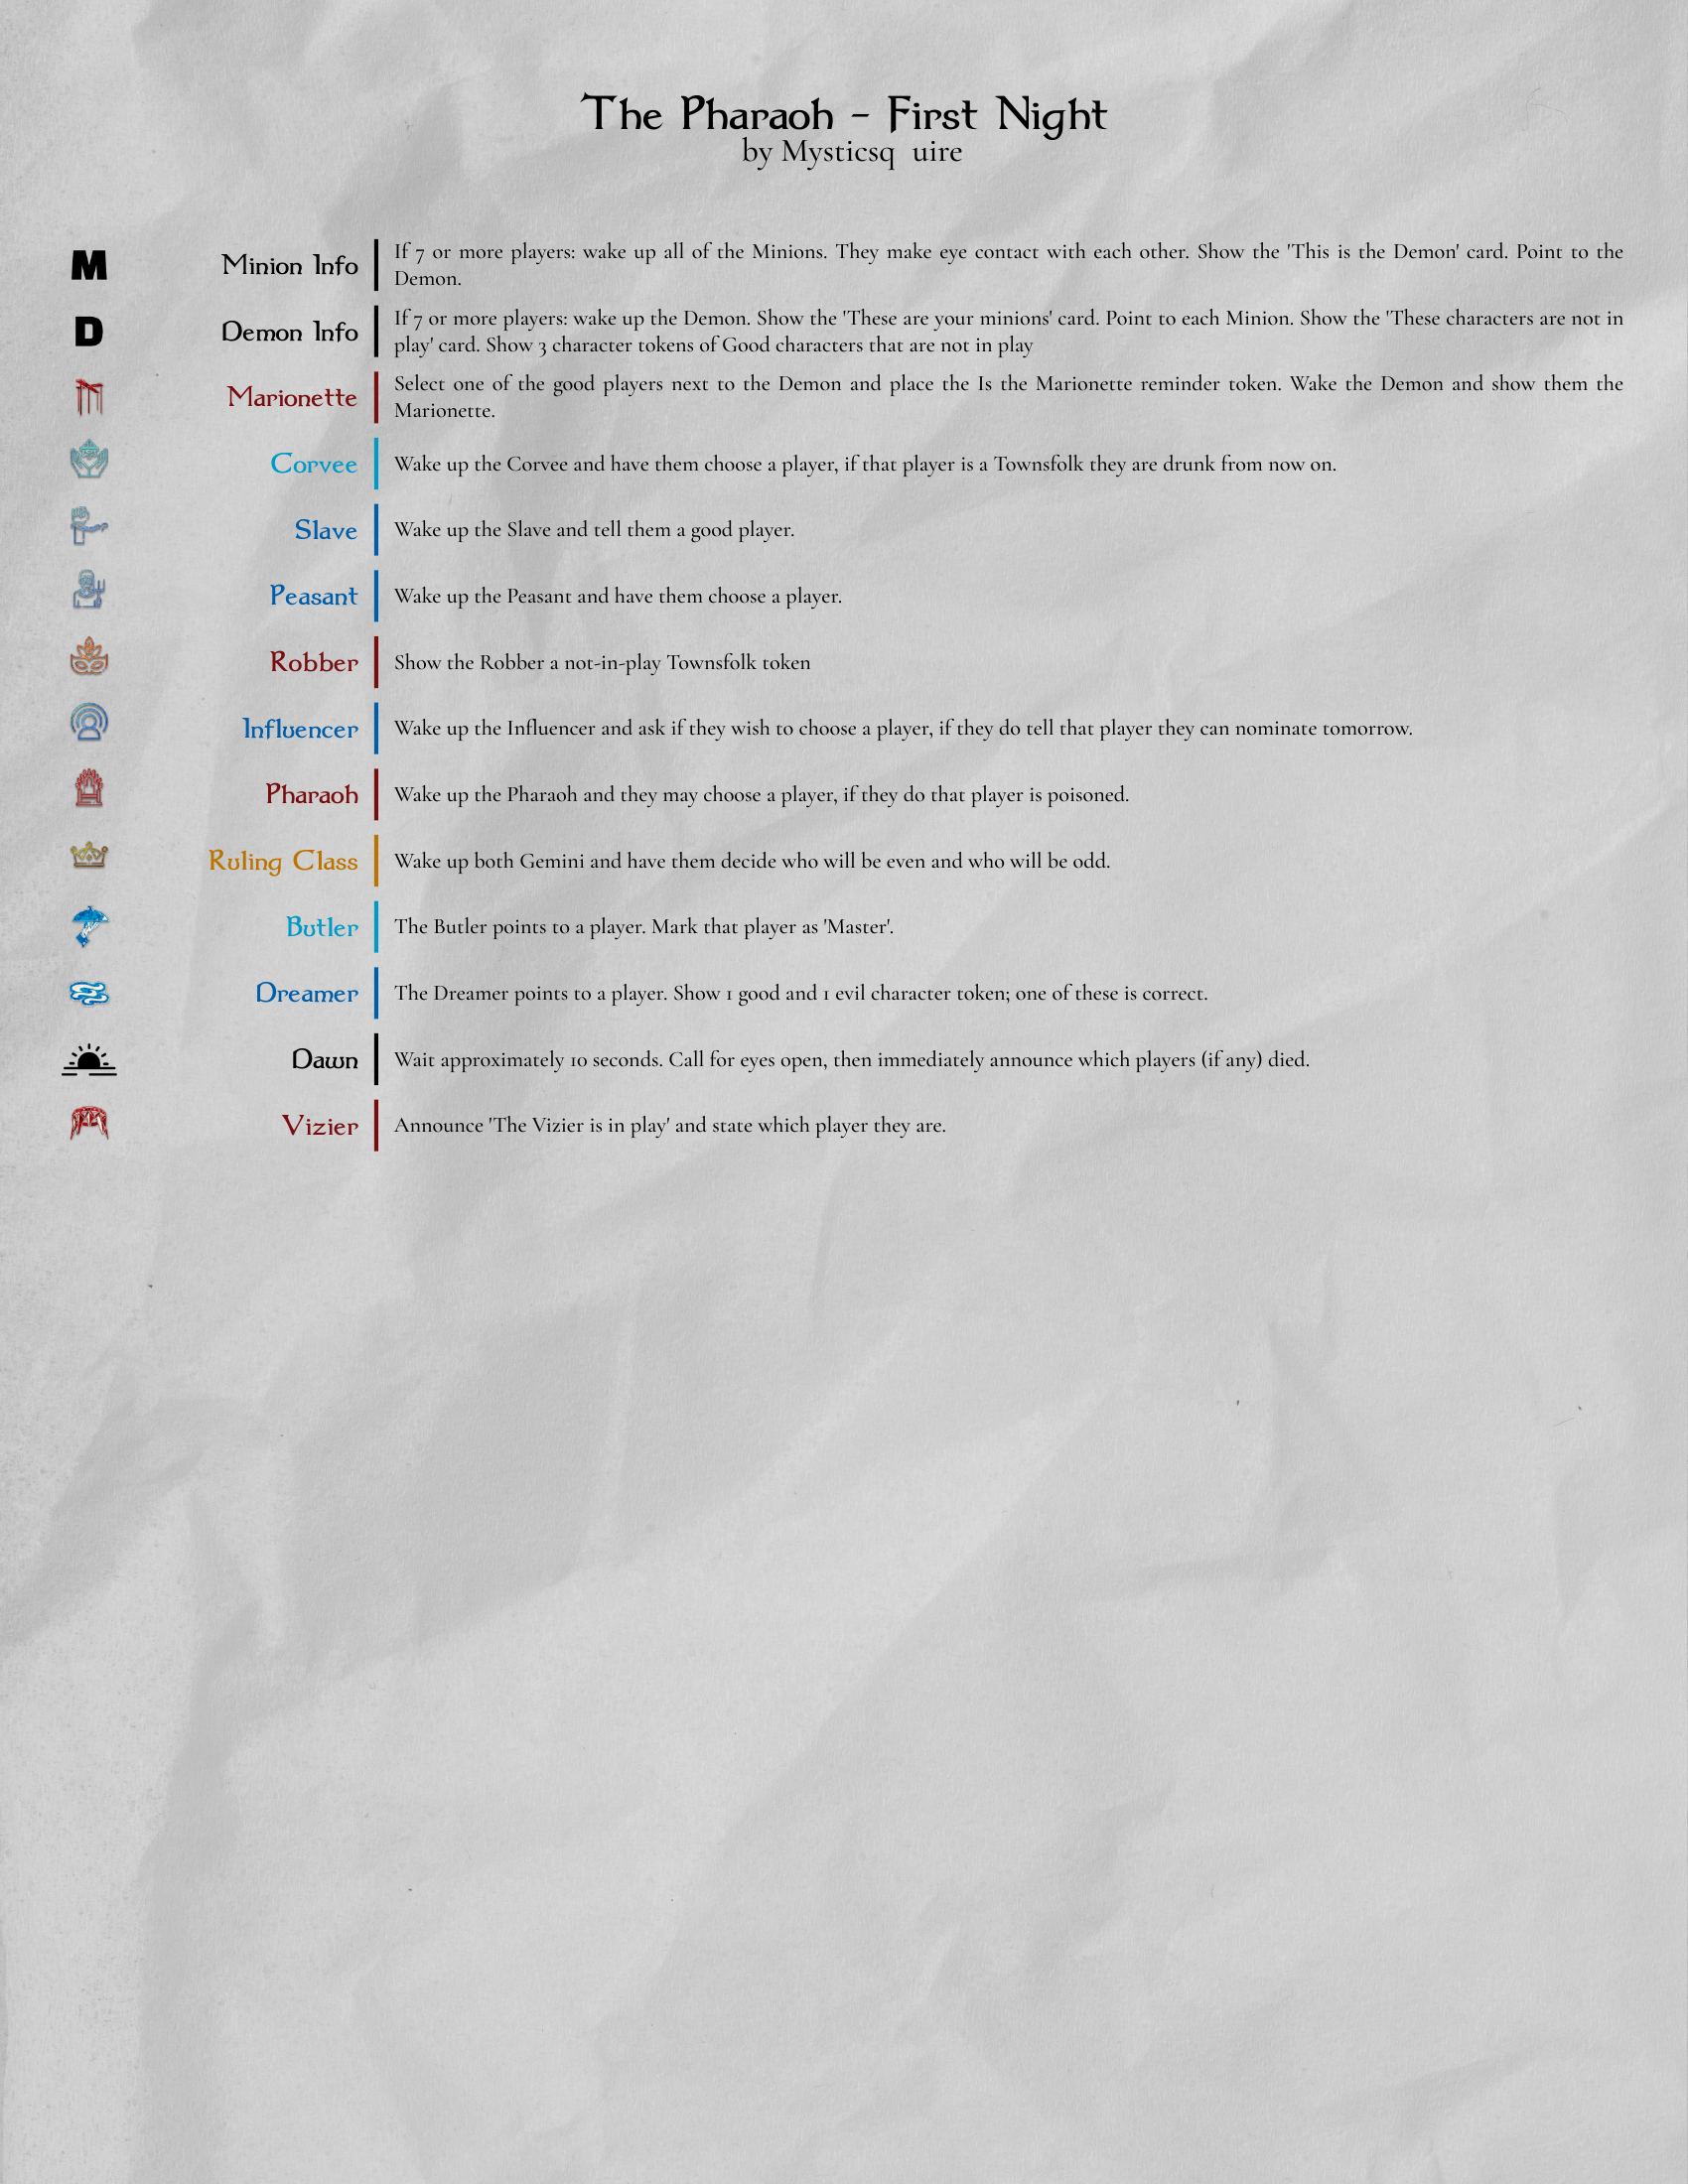 The Pharaoh - First Night
by Mysticsq uire
M
Minion Info
If 7 or more players: wake up all of the Minions. They make eye contact with each other. Show the 'This is the Demon' card. Point to the
Demon.
D
Demon Info
If 7 or more players: wake up the Demon. Show the 'These are your minions' card. Point to each Minion. Show the 'These characters are not in
play' card. Show 3 character tokens of Good characters that are not in play
Marionette
Select one of the good players next to the Demon and place the Is the Marionette reminder token. Wake the Demon and show them the
Marionette.
Corvee
Wake up the Corvee and have them choose a player, if that player is a Townsfolk they are drunk from now on.
Slave
Wake up the Slave and tell them a good player.
Peasant
Wake up the Peasant and have them choose a player.
Robber
Show the Robber a not-in-play Townsfolk token
Influencer
Wake up the Influencer and ask if they wish to choose a player, if they do tell that player they can nominate tomorrow.
Pharaoh
Wake up the Pharaoh and they may choose a player, if they do that player is poisoned.
Ruling Class
Wake up both Gemini and have them decide who will be even and who will be odd.
Butler
The Butler points to a player. Mark that player as 'Master'.
Dreamer
The Dreamer points to a player. Show 1 good and 1 evil character token; one of these is correct.
Dawn
Wait approximately 10 seconds. Call for eyes open, then immediately announce which players (if any) died.
Vizier
Announce 'The Vizier is in play' and state which player they are.